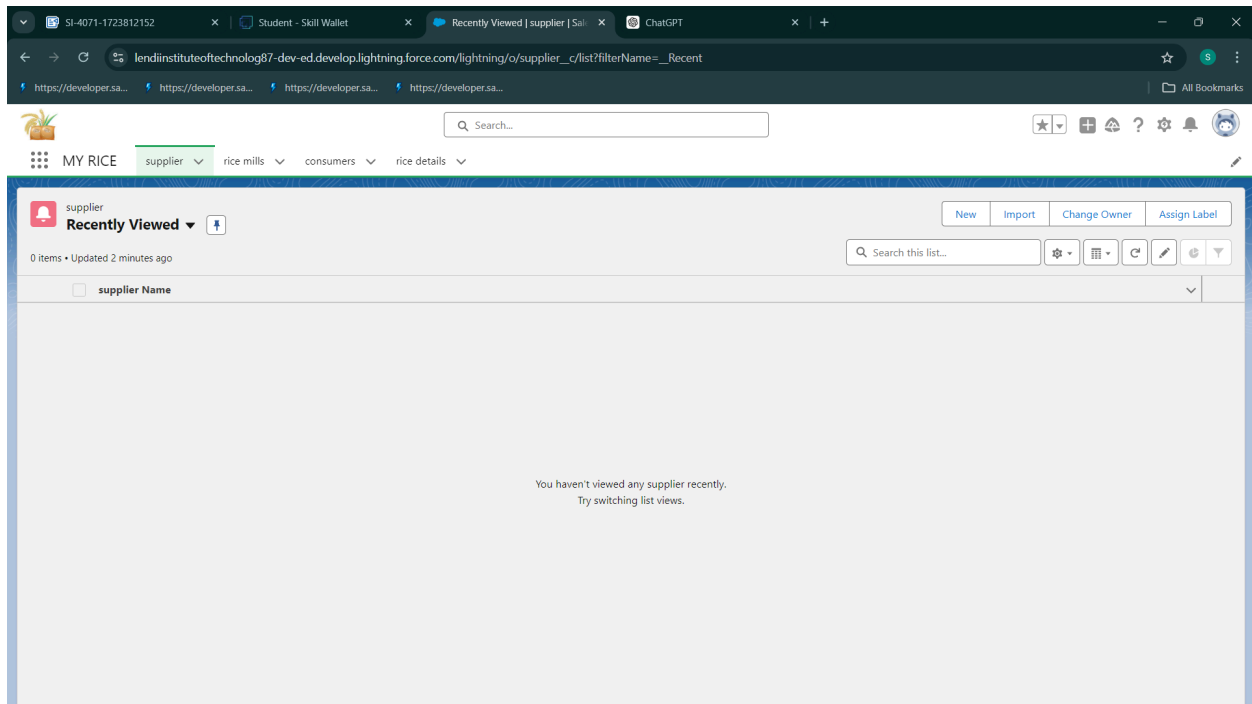 SI-4071-1723812152
Student - Skill Wallet
Recently Viewed | supplier | Sal
ChatGPT
lendiinstituteoftechnolog87-dev-ed.develop.lightning.force.com/lightning/o/supplier__c/list?filterName=__Recent
S
https://developer.sa...
https://developer.sa...
https://developer.sa...
https://developer.sa...
All Bookmarks
Search...
MY RICE
supplier
rice mills
consumers
rice details
supplier
Recently Viewed
New
Import
Change Owner
Assign Label
0 items • Updated 2 minutes ago
Search this list...
supplier Name
You haven't viewed any supplier recently.
Try switching list views.